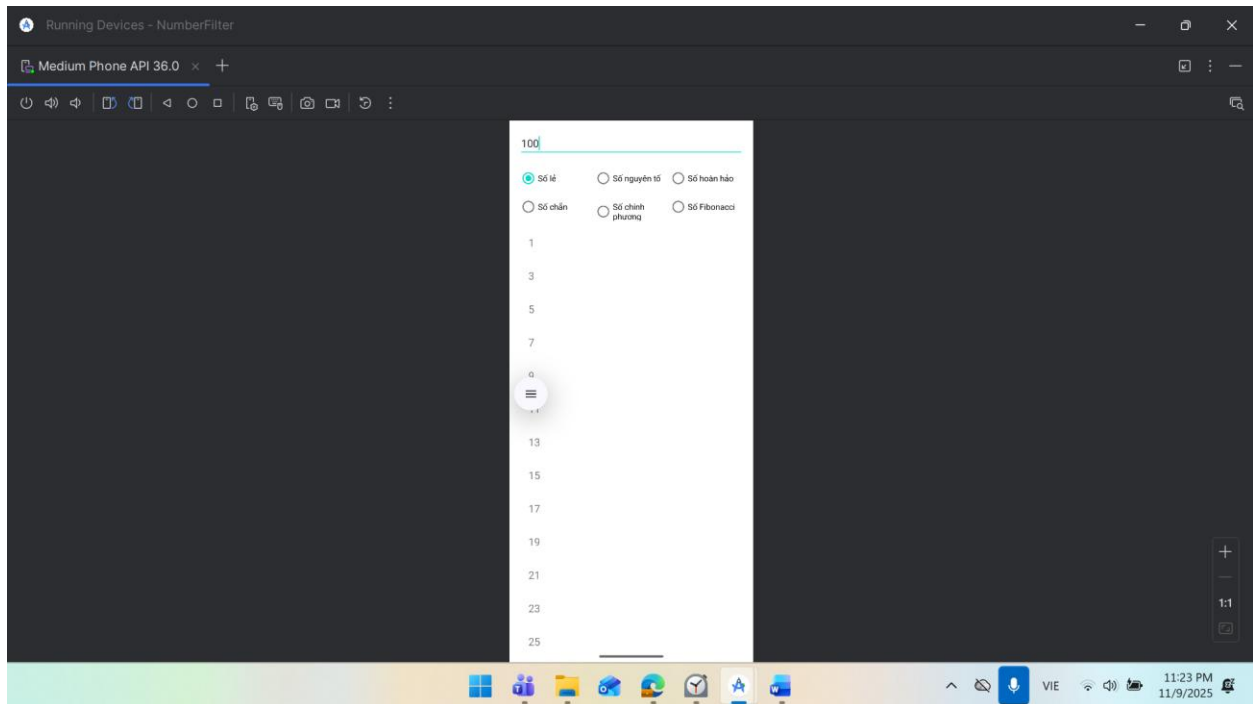 Running Devices - NumberFilter
Medium Phone API 36.0
100
Số lẻ Số nguyên tố Số hoàn hảo
Số chẵn Số chính phương Số Fibonacci
1
3
5
7
9
11
13
15
17
19
21
23
25
1:1
VIE
11:23 PM
11/9/2025